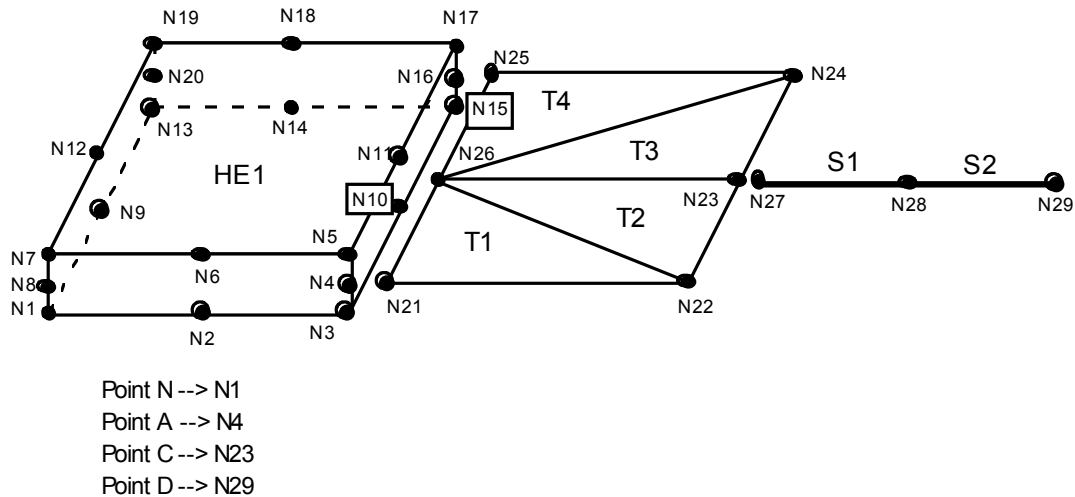 N19 N18 N17
N20 N16 N25 N24
N13 N14 N15 T4
N12 N11 N26 T3
HE1 N10 S1 S2
N9 N23 N27 N28 N29
N7 N6 N5 T1 T2
N8 N4
N1 N2 N3 N21 N22
Point N --> N1
Point A --> N4
Point C --> N23
Point D --> N29